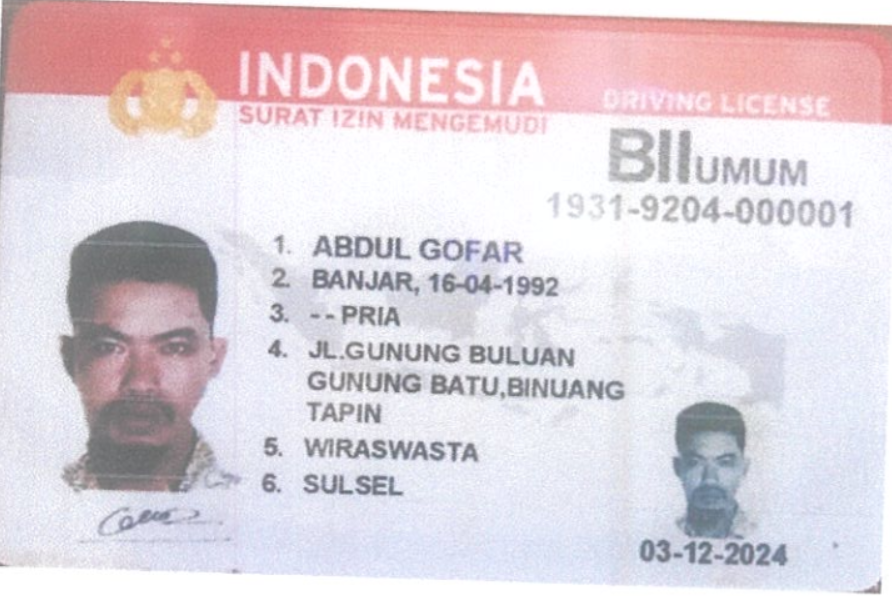 INDONESIA
SURAT IZIN MENGEMUDI
DRIVING LICENSE
BII UMUM
1931-9204-000001
1. ABDUL GOFAR
2. BANJAR, 16-04-1992
3. - - PRIA
4. JL.GUNUNG BULUAN
GUNUNG BATU,BINUANG
TAPIN
5. WIRASWASTA
6. SULSEL
03-12-2024